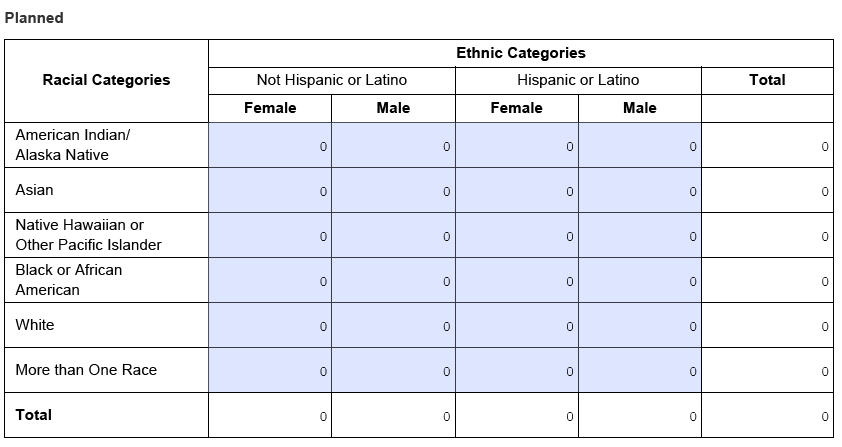 Planned
Ethnic Categories
Racial Categories Not Hispanic or Latino Hispanic or Latino Total
Female Male Female Male
American Indian/
Alaska Native 0 0 0 0 0
Asian 0 0 0 0 0
Native Hawaiian or
Other Pacific Islander 0 0 0 0 0
Black or African
American 0 0 0 0 0
White 0 0 0 0 0
More than One Race 0 0 0 0 0
Total 0 0 0 0 0